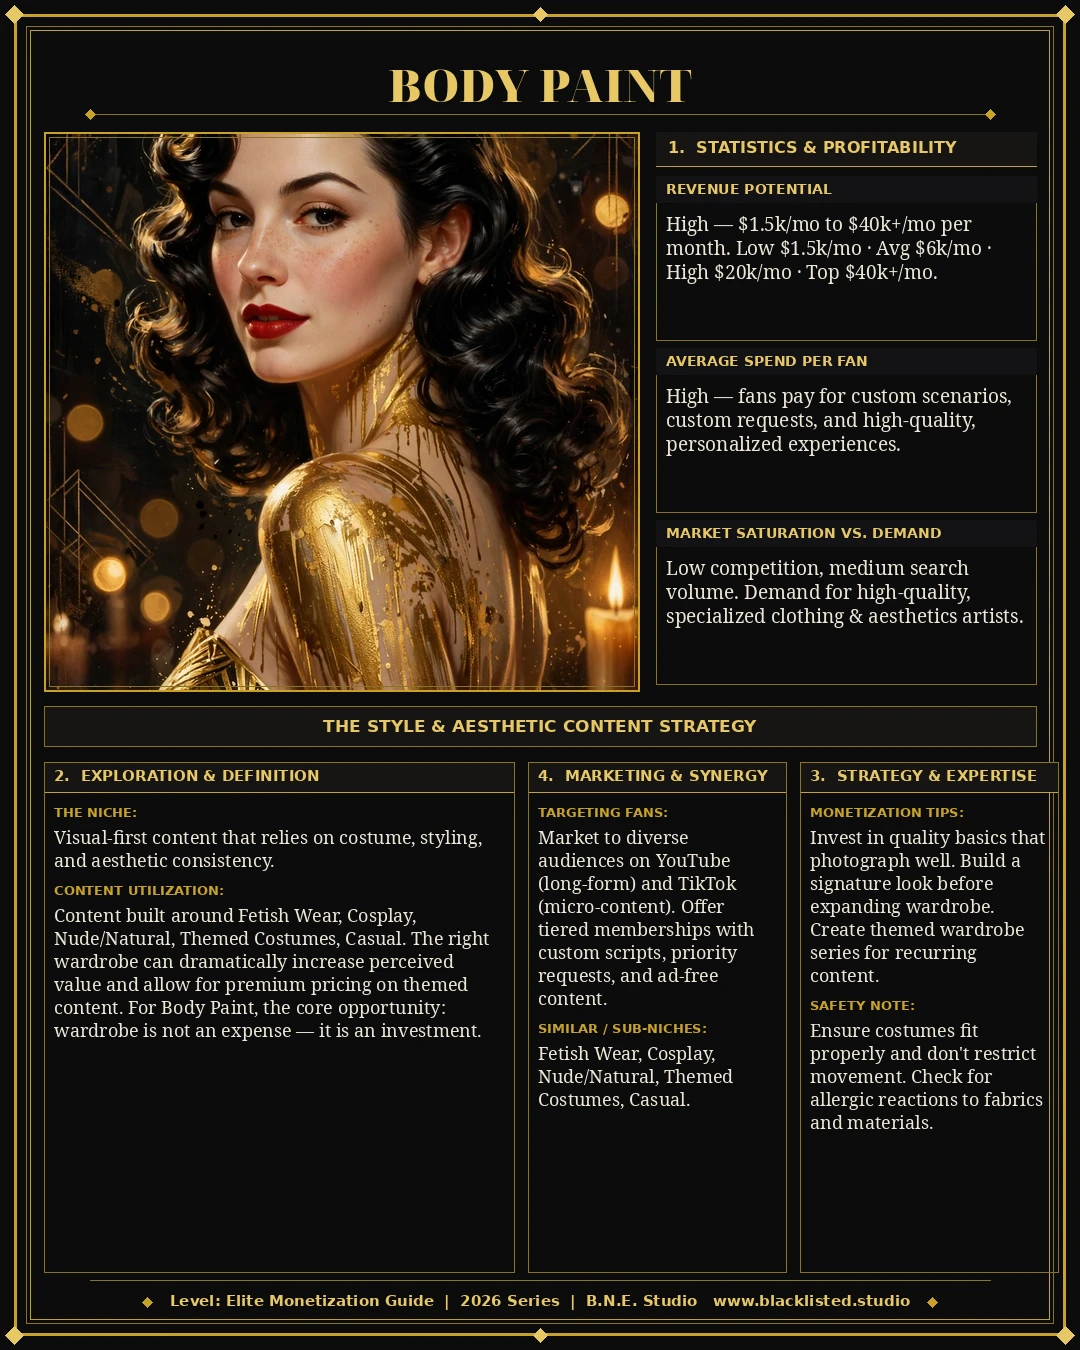 BODY PAINT
1. STATISTICS & PROFITABILITY
REVENUE POTENTIAL
High — $1.5k/mo to $40k+/mo per
month. Low $1.5k/mo · Avg $6k/mo ·
High $20k/mo · Top $40k+/mo.
AVERAGE SPEND PER FAN
High — fans pay for custom scenarios,
custom requests, and high-quality,
personalized experiences.
MARKET SATURATION VS. DEMAND
Low competition, medium search
volume. Demand for high-quality,
specialized clothing & aesthetics artists.
THE STYLE & AESTHETIC CONTENT STRATEGY
2. EXPLORATION & DEFINITION
THE NICHE:
Visual-first content that relies on costume, styling,
and aesthetic consistency.
CONTENT UTILIZATION:
Content built around Fetish Wear, Cosplay,
Nude/Natural, Themed Costumes, Casual. The right
wardrobe can dramatically increase perceived
value and allow for premium pricing on themed
content. For Body Paint, the core opportunity:
wardrobe is not an expense — it is an investment.
4. MARKETING & SYNERGY
TARGETING FANS:
Market to diverse
audiences on YouTube
(long-form) and TikTok
(micro-content). Offer
tiered memberships with
custom scripts, priority
requests, and ad-free
content.
SIMILAR / SUB-NICHES:
Fetish Wear, Cosplay,
Nude/Natural, Themed
Costumes, Casual.
3. STRATEGY & EXPERTISE
MONETIZATION TIPS:
Invest in quality basics that
photograph well. Build a
signature look before
expanding wardrobe.
Create themed wardrobe
series for recurring
content.
SAFETY NOTE:
Ensure costumes fit
properly and don't restrict
movement. Check for
allergic reactions to fabrics
and materials.
Level: Elite Monetization Guide | 2026 Series | B.N.E. Studio www.blacklisted.studio